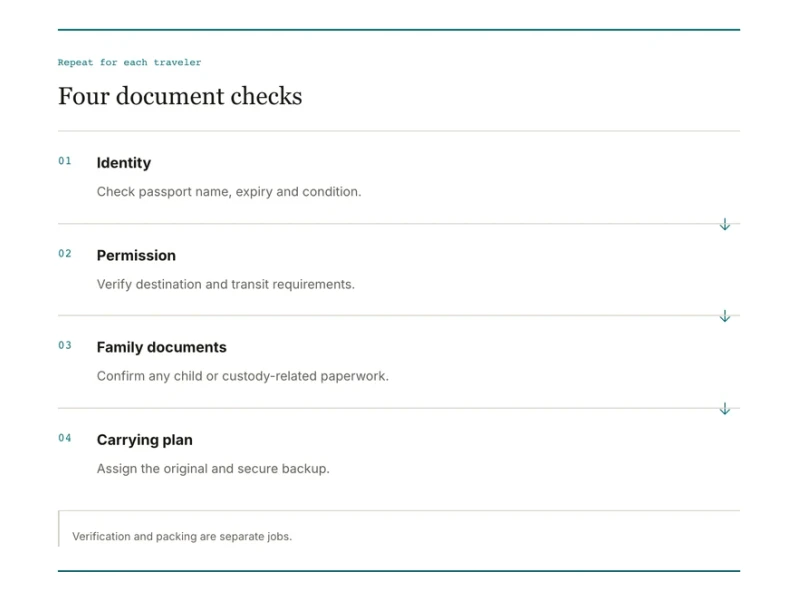 Repeat for each traveler
Four document checks
01
Identity
Check passport name, expiry and condition.
02
Permission
Verify destination and transit requirements.
03
Family documents
Confirm any child or custody-related paperwork.
04
Carrying plan
Assign the original and secure backup.
Verification and packing are separate jobs.